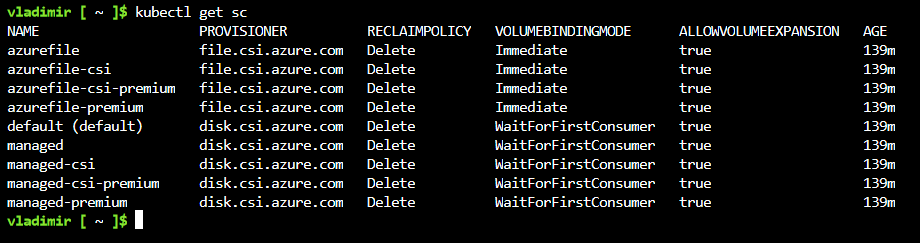 vladimir [ ~ ]$ kubectl get sc
NAME PROVISIONER RECLAIMPOLICY VOLUMEBINDINGMODE ALLOWVOLUMEEXPANSION AGE
azurefile file.csi.azure.com Delete Immediate true 139m
azurefile-csi file.csi.azure.com Delete Immediate true 139m
azurefile-csi-premium file.csi.azure.com Delete Immediate true 139m
azurefile-premium file.csi.azure.com Delete Immediate true 139m
default (default) disk.csi.azure.com Delete WaitForFirstConsumer true 139m
managed disk.csi.azure.com Delete WaitForFirstConsumer true 139m
managed-csi disk.csi.azure.com Delete WaitForFirstConsumer true 139m
managed-csi-premium disk.csi.azure.com Delete WaitForFirstConsumer true 139m
managed-premium disk.csi.azure.com Delete WaitForFirstConsumer true 139m
vladimir [ ~ ]$